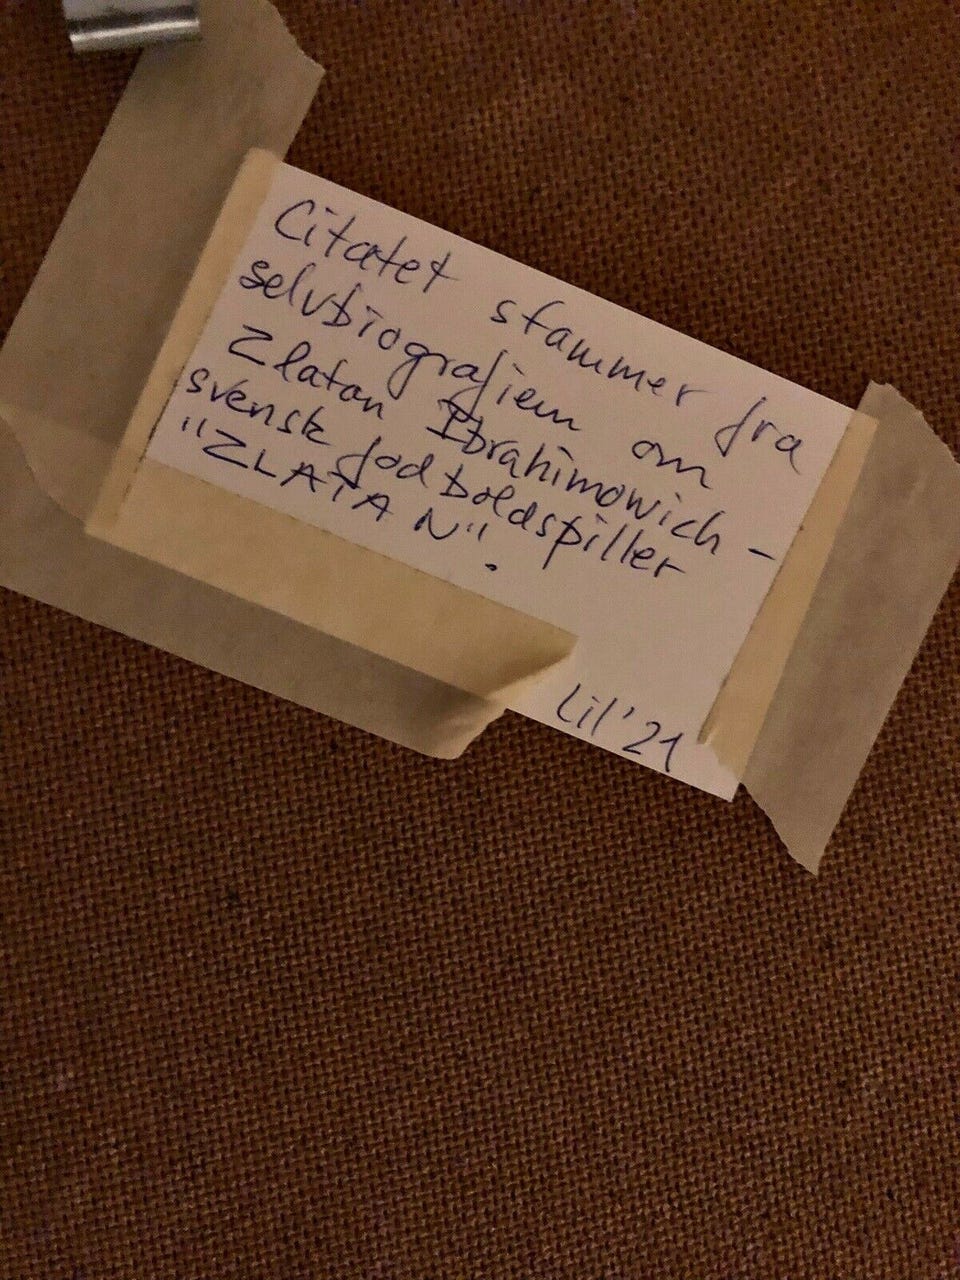 Citatet stammer fra
selvbiografien om
Zlatan Ibrahimowich -
svensk fodboldspiller
"ZLATAN".
Lil '21